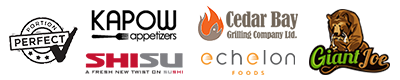 PORTION
PERFECT
KAPOW
appetizers
Cedar Bay
Grilling Company Ltd.
SHISU
A FRESH NEW TWIST ON SUSHI
echelon
FOODS
Giant Joe